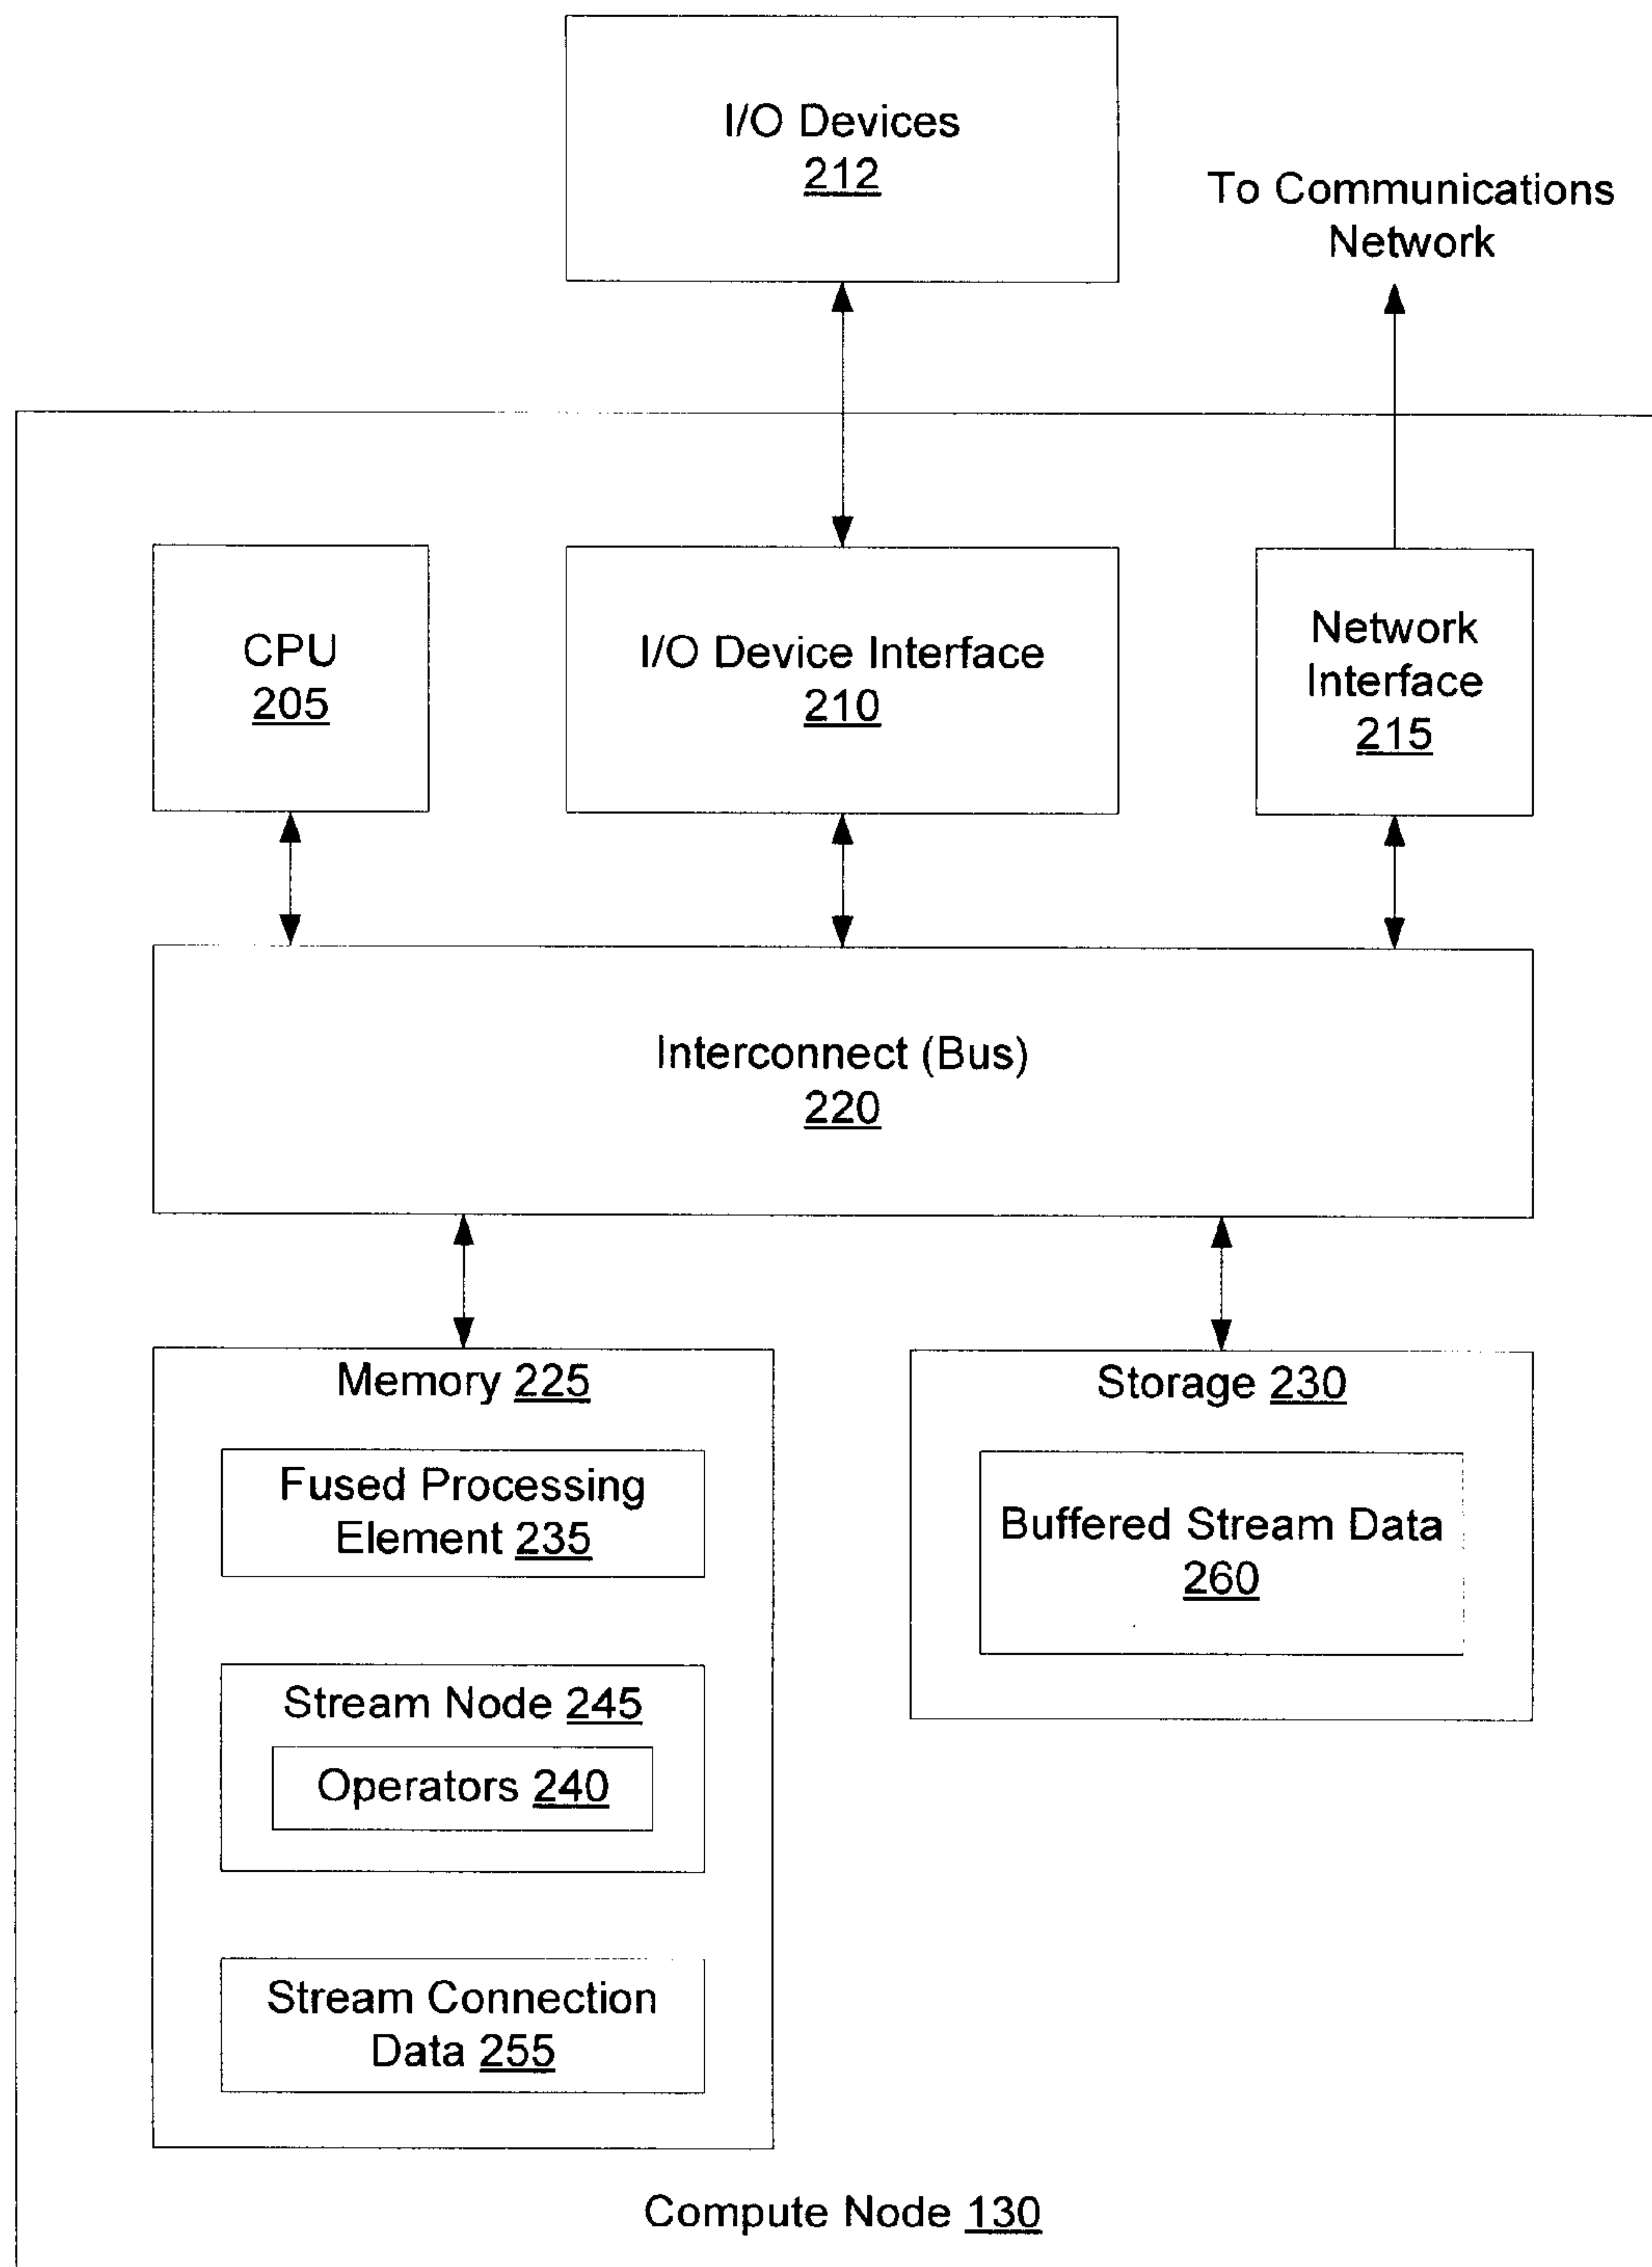 I/O Devices
212
To Communications
Network
CPU
205
I/O Device Interface
210
Network
Interface
215
Interconnect (Bus)
220
Memory 225
Fused Processing
Element 235
Stream Node 245
Operators 240
Stream Connection
Data 255
Storage 230
Buffered Stream Data
260
Compute Node 130